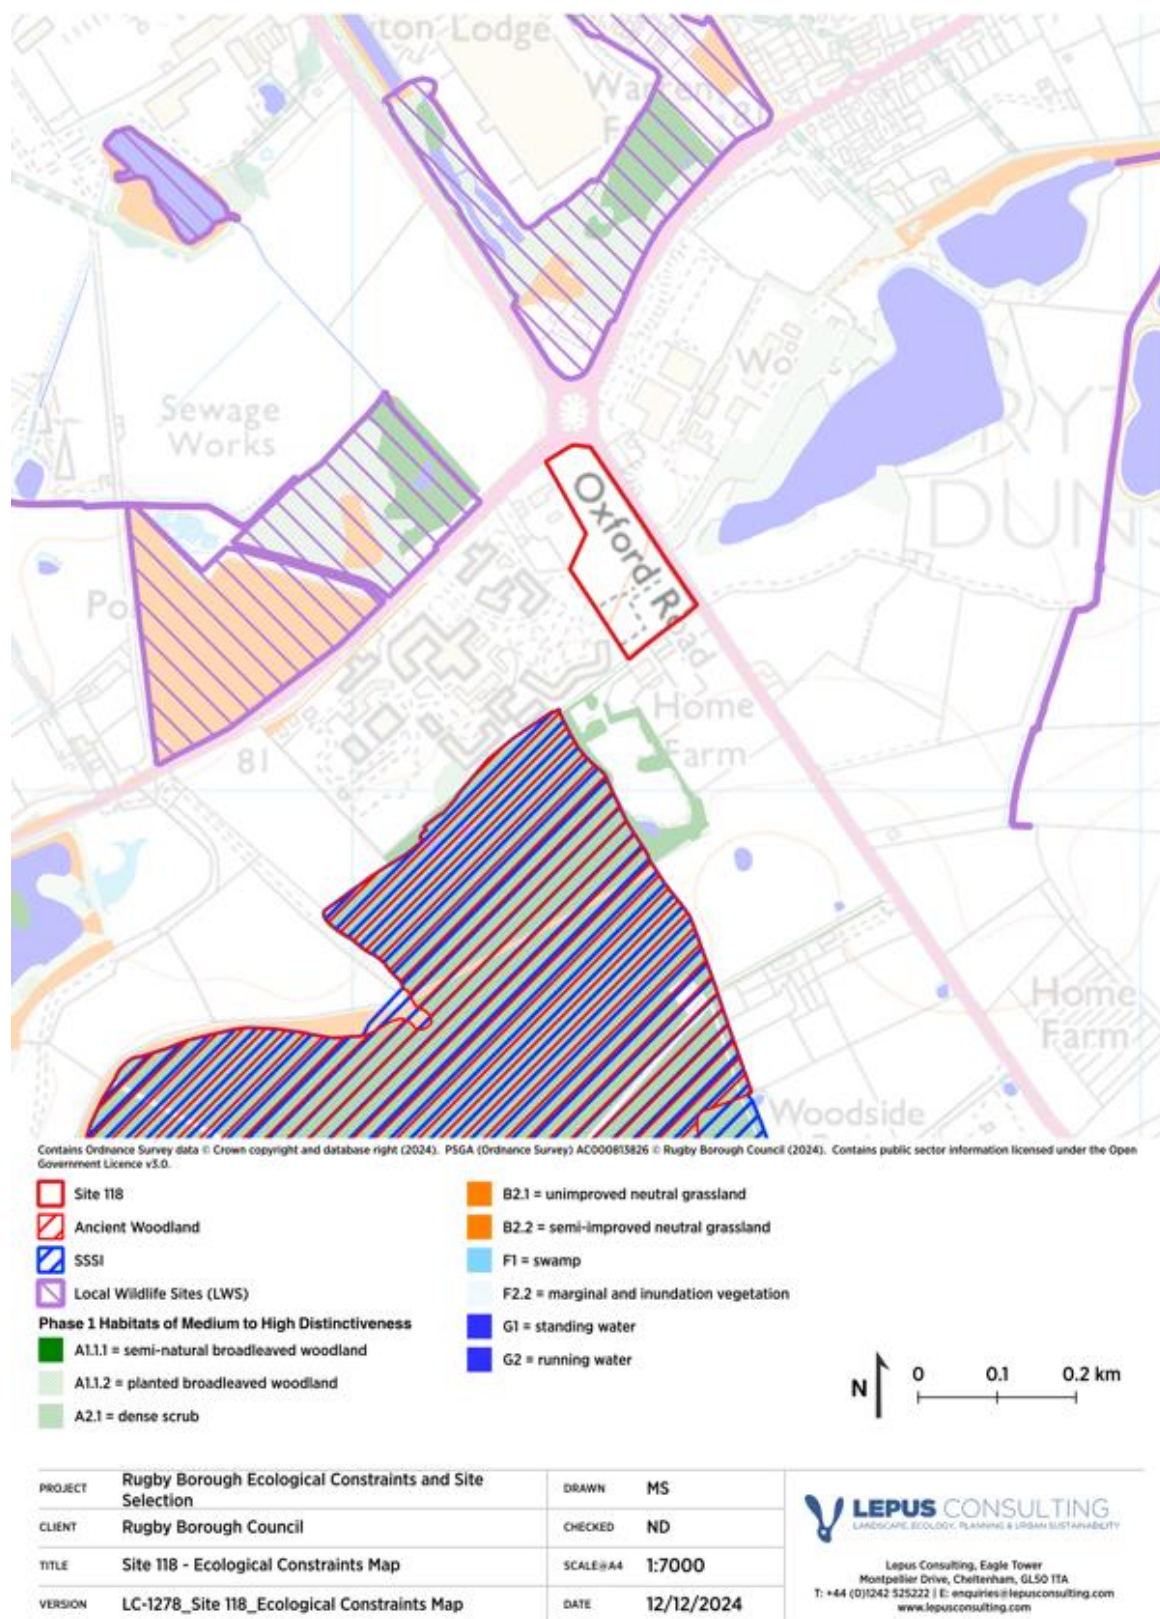 ton Lodge
Warren
Sewage
Works
Wo
RYT
DUNS
Oxford Road
Po
81
Home
Farm
Home
Farm
Woodside
Contains Ordnance Survey data © Crown copyright and database right (2024). PSGA (Ordnance Survey) AC000813826 © Rugby Borough Council (2024). Contains public sector information licensed under the Open
Government Licence v3.0.
Site 118
Ancient Woodland
SSSI
Local Wildlife Sites (LWS)
Phase 1 Habitats of Medium to High Distinctiveness
A1.1.1 = semi-natural broadleaved woodland
A1.1.2 = planted broadleaved woodland
A2.1 = dense scrub
B2.1 = unimproved neutral grassland
B2.2 = semi-improved neutral grassland
F1 = swamp
F2.2 = marginal and inundation vegetation
G1 = standing water
G2 = running water
N
0 0.1 0.2 km
PROJECT Rugby Borough Ecological Constraints and Site
Selection
CLIENT Rugby Borough Council
TITLE Site 118 - Ecological Constraints Map
VERSION LC-1278_Site 118_Ecological Constraints Map
DRAWN MS
CHECKED ND
SCALE@A4 1:7000
DATE 12/12/2024
LEPUS CONSULTING
LANDSCAPE, ECOLOGY, PLANNING & URBAN SUSTAINABILITY
Lepus Consulting, Eagle Tower
Montpellier Drive, Cheltenham, GL50 1TA
T: +44 (0)1242 525222 | E: enquiries@lepusconsulting.com
www.lepusconsulting.com